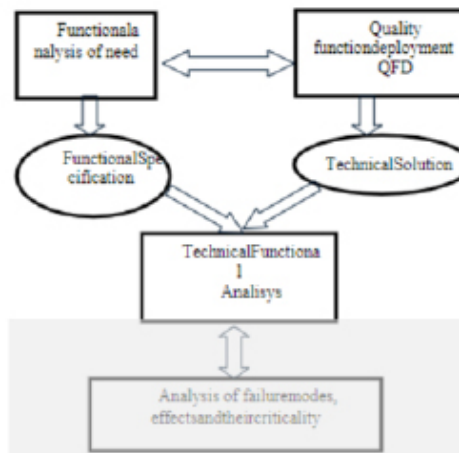 Functionala
nalysis of need
Quality
functiondeployment
QFD
FunctionalSpe
cification
TechnicalSolution
TechnicalFunctiona
l
Analisys
Analysis of failuremodes,
effectsandtheircriticality